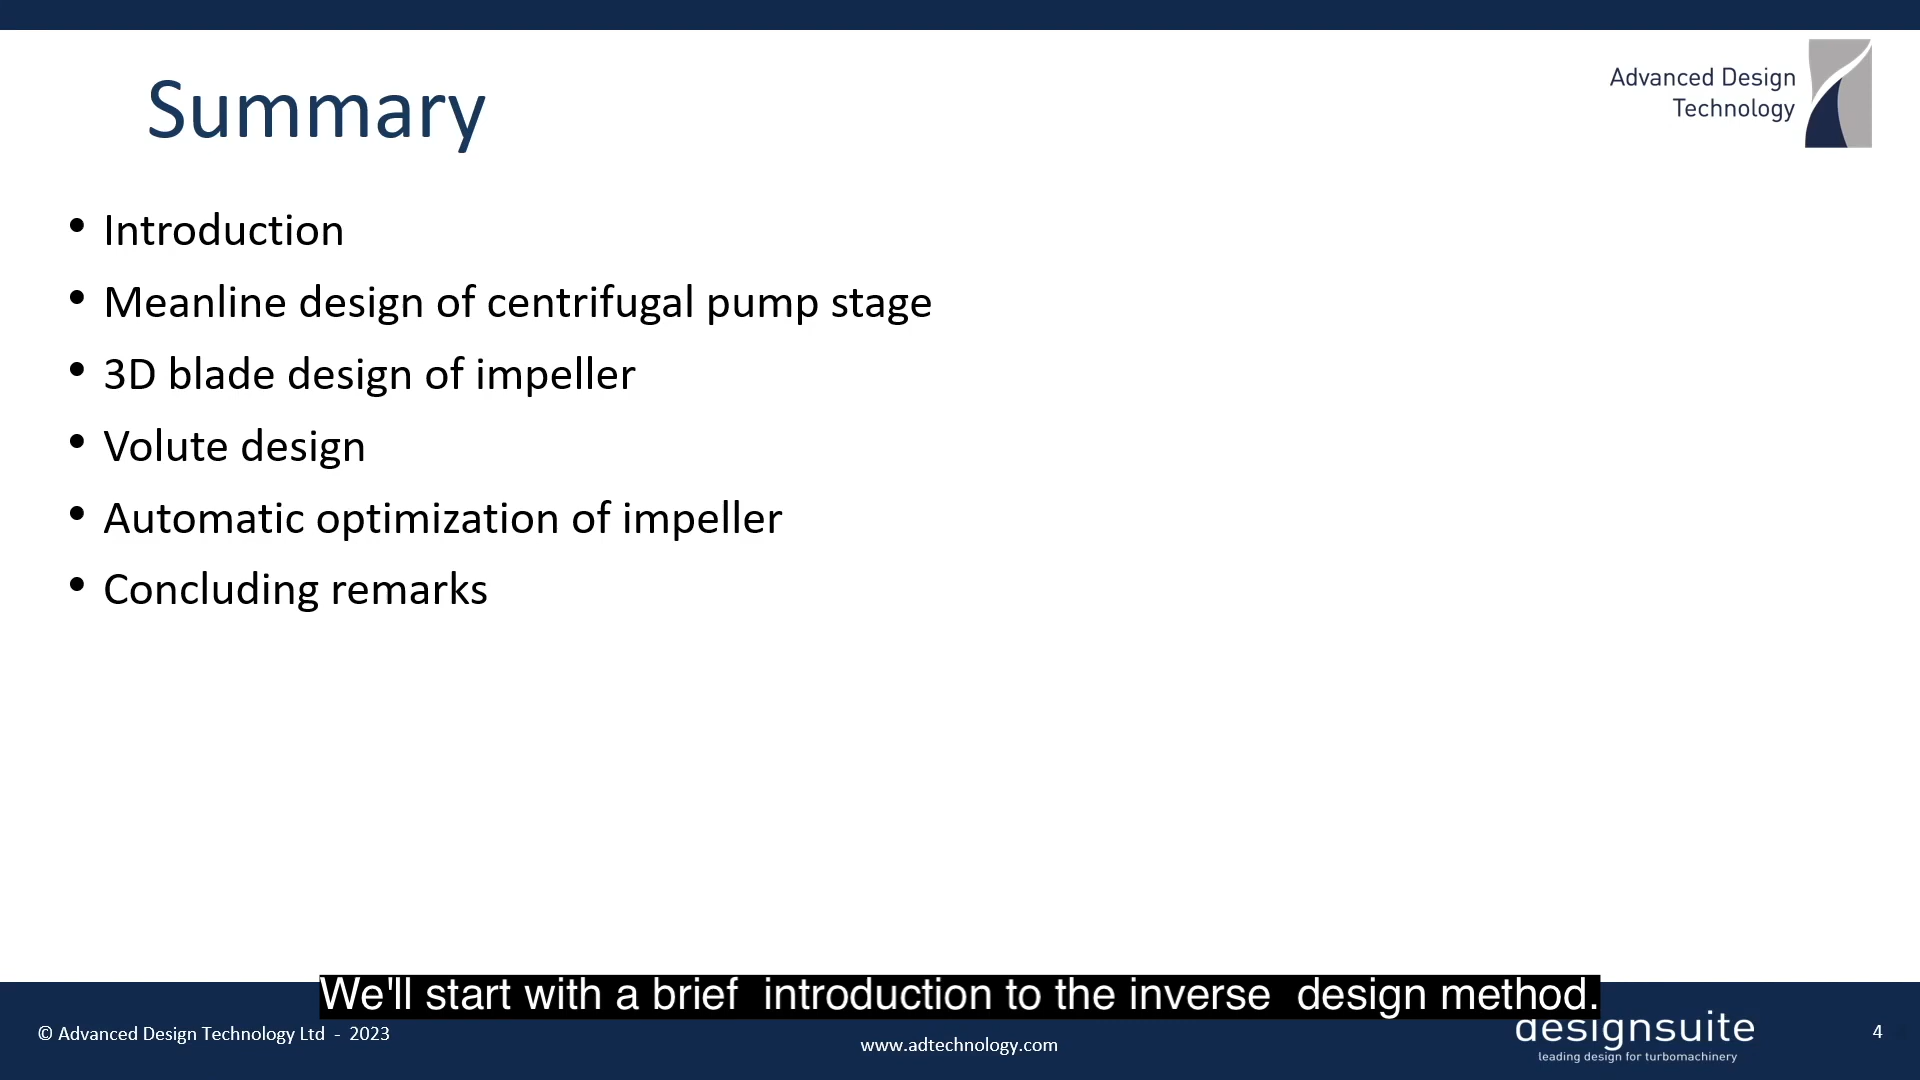 Summary
Advanced Design
Technology
• Introduction
• Meanline design of centrifugal pump stage
• 3D blade design of impeller
• Volute design
• Automatic optimization of impeller
• Concluding remarks
We'll start with a brief introduction to the inverse design method.
© Advanced Design Technology Ltd - 2023
www.adtechnology.com
designsuite
leading design for turbomachinery
4